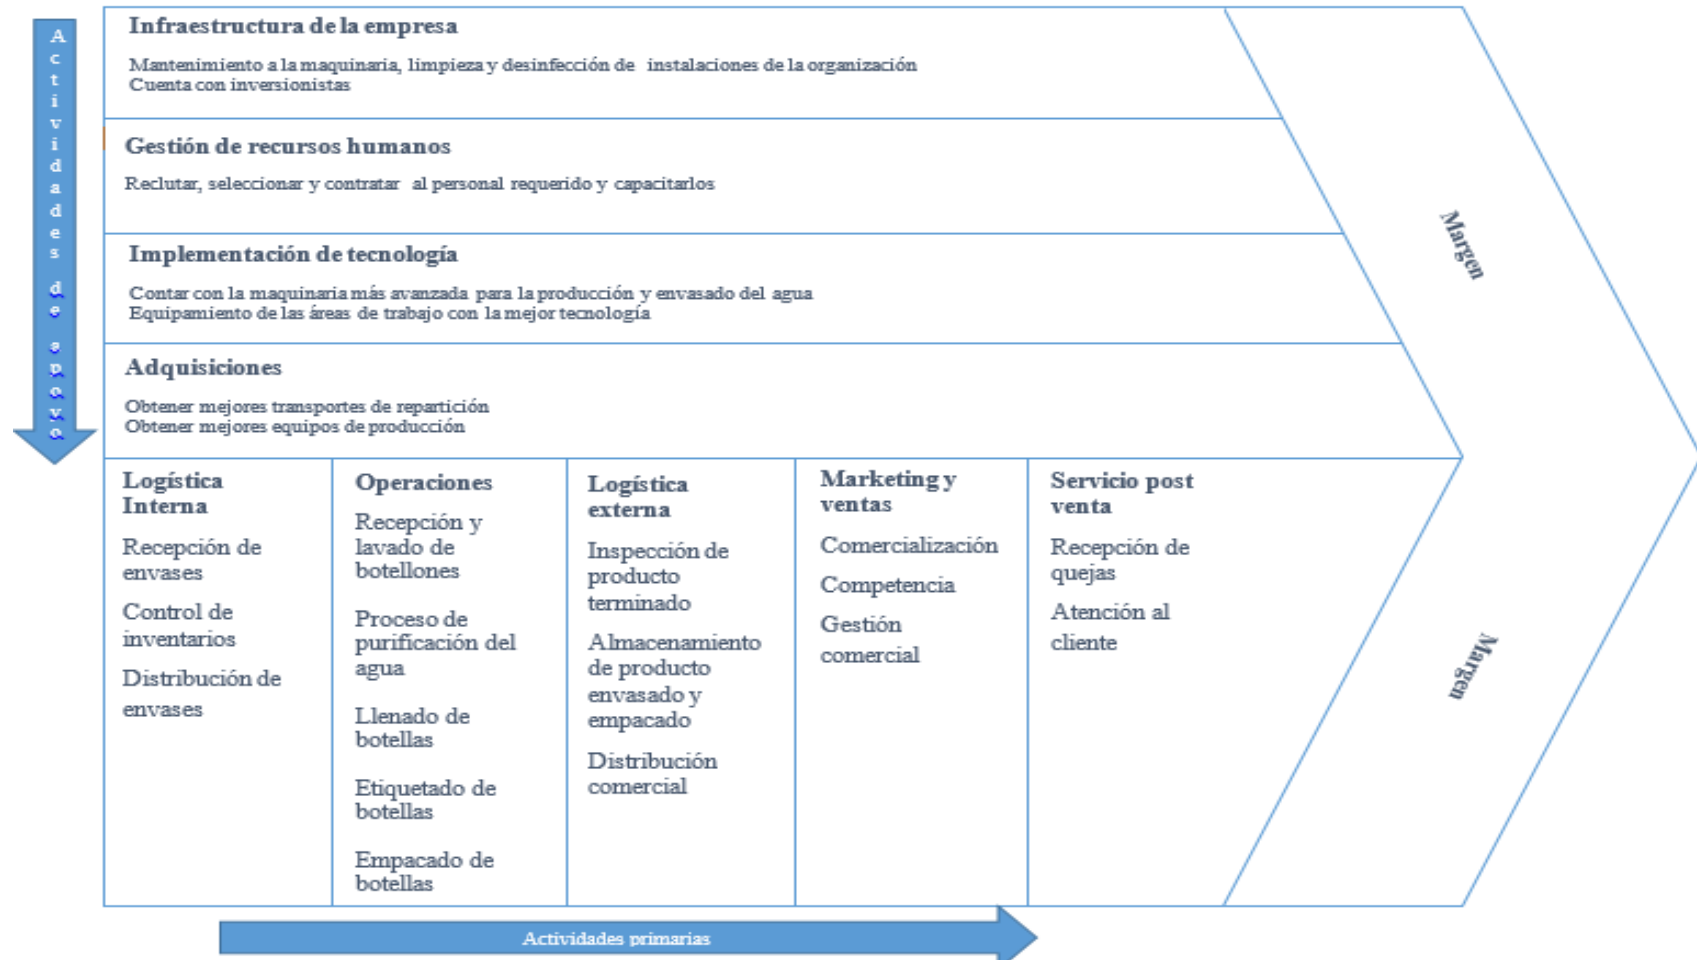 Actividades de apoyo
Infraestructura de la empresa
Mantenimiento a la maquinaria, limpieza y desinfección de instalaciones de la organización
Cuenta con inversionistas
Gestión de recursos humanos
Reclutar, seleccionar y contratar al personal requerido y capacitarlos
Implementación de tecnología
Contar con la maquinaria más avanzada para la producción y envasado del agua
Equipamiento de las áreas de trabajo con la mejor tecnología
Adquisiciones
Obtener mejores transportes de repartición
Obtener mejores equipos de producción
Margen
Logística
Interna
Recepción de
envases
Control de
inventarios
Distribución de
envases
Operaciones
Recepción y
lavado de
botellones
Proceso de
purificación del
agua
Llenado de
botellas
Etiquetado de
botellas
Empacado de
botellas
Logística
externa
Inspección de
producto
terminado
Almacenamiento
de producto
envasado y
empacado
Distribución
comercial
Marketing y
ventas
Comercialización
Competencia
Gestión
comercial
Servicio post
venta
Recepción de
quejas
Atención al
cliente
Margen
Actividades primarias